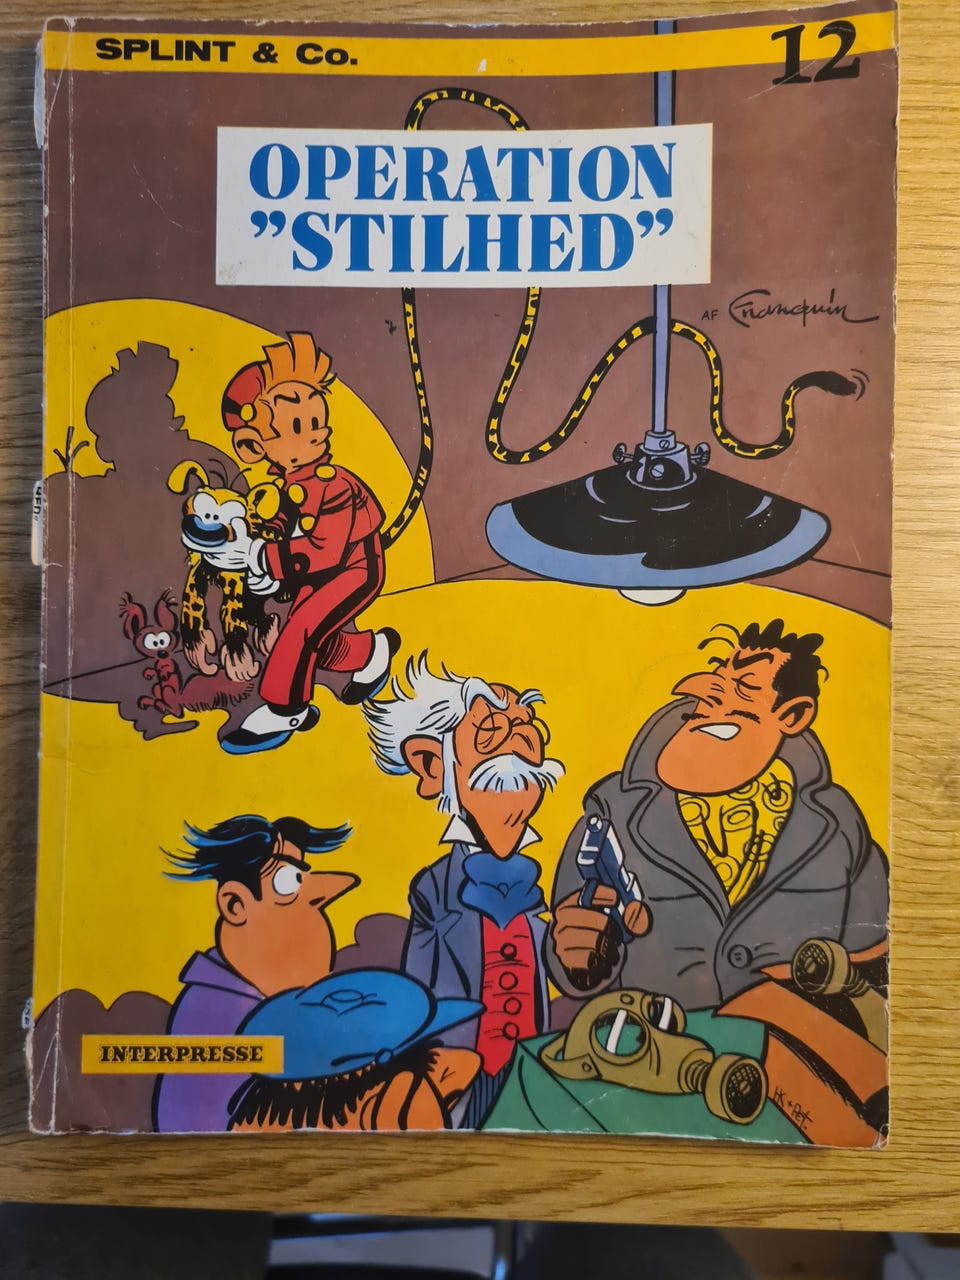 SPLINT & Co.
12
OPERATION
"STILHED"
AF Franquin
INTERPRESSE